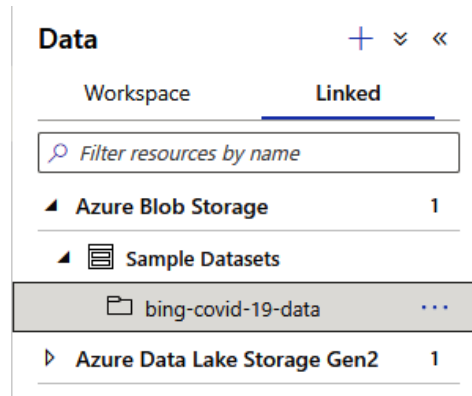 Data
Workspace Linked
Filter resources by name
Azure Blob Storage 1
Sample Datasets
bing-covid-19-data
Azure Data Lake Storage Gen2 1